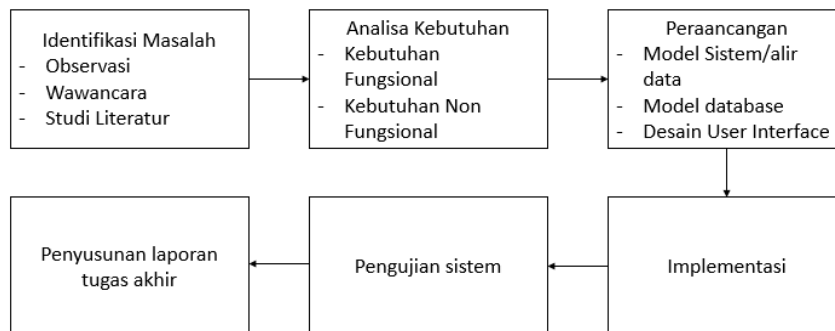 Identifikasi Masalah
- Observasi
- Wawancara
- Studi Literatur
Analisa Kebutuhan
- Kebutuhan
Fungsional
- Kebutuhan Non
Fungsional
Peraancangan
- Model Sistem/alir
data
- Model database
- Desain User Interface
Implementasi
Pengujian sistem
Penyusunan laporan
tugas akhir